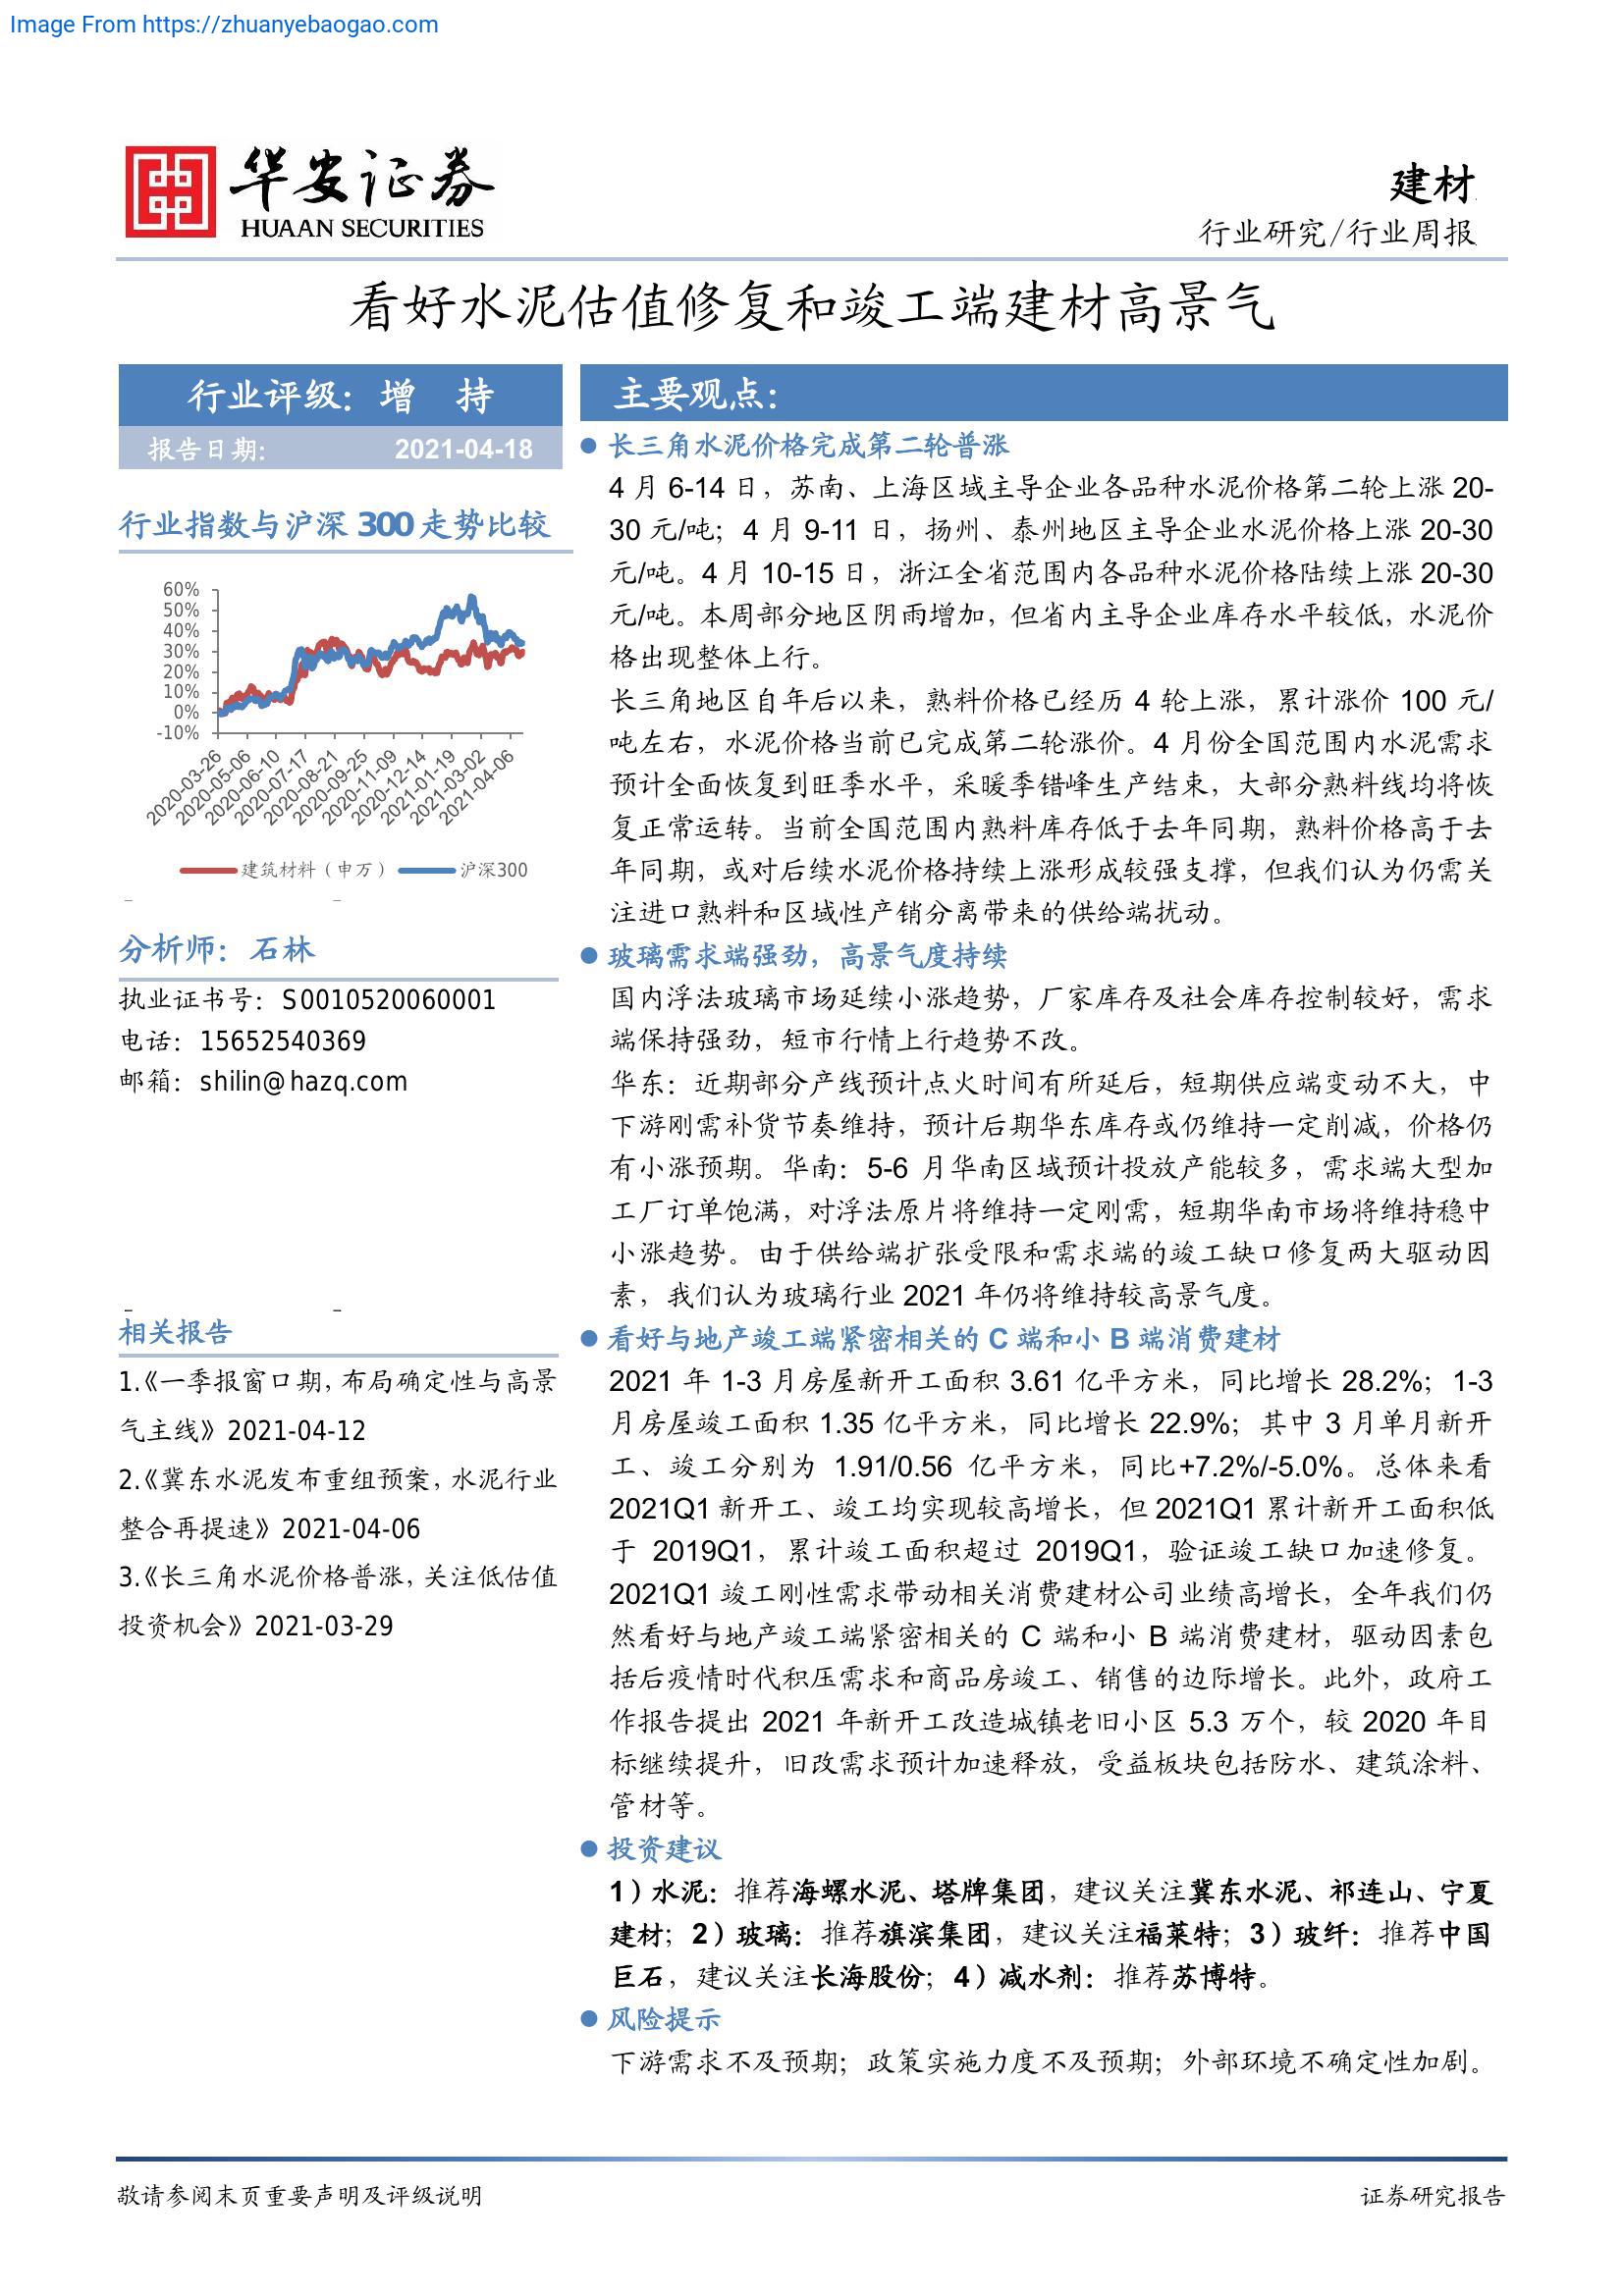 Image From https://zhuanyebaogao.com
华安证券
HUAAN SECURITIES
建材
行业研究/行业周报
看好水泥估值修复和竣工端建材高景气
行业评级：增 持
报告日期： 2021-04-18
行业指数与沪深 300 走势比较
60%
50%
40%
30%
20%
10%
0%
-10%
2020-03-26
2020-05-06
2020-06-10
2020-07-17
2020-08-21
2020-09-25
2020-11-09
2020-12-14
2021-01-19
2021-03-02
2021-04-06
建筑材料（申万） 沪深300
分析师：石林
执业证书号：S0010520060001
电话：15652540369
邮箱：shilin@hazq.com
相关报告
1.《一季报窗口期，布局确定性与高景
气主线》2021-04-12
2.《冀东水泥发布重组预案，水泥行业
整合再提速》2021-04-06
3.《长三角水泥价格普涨，关注低估值
投资机会》2021-03-29
主要观点：
● 长三角水泥价格完成第二轮普涨
4 月 6-14 日，苏南、上海区域主导企业各品种水泥价格第二轮上涨 20-
30 元/吨；4 月 9-11 日，扬州、泰州地区主导企业水泥价格上涨 20-30
元/吨。4 月 10-15 日，浙江全省范围内各品种水泥价格陆续上涨 20-30
元/吨。本周部分地区阴雨增加，但省内主导企业库存水平较低，水泥价
格出现整体上行。
长三角地区自年后以来，熟料价格已经历 4 轮上涨，累计涨价 100 元/
吨左右，水泥价格当前已完成第二轮涨价。4 月份全国范围内水泥需求
预计全面恢复到旺季水平，采暖季错峰生产结束，大部分熟料线均将恢
复正常运转。当前全国范围内熟料库存低于去年同期，熟料价格高于去
年同期，或对后续水泥价格持续上涨形成较强支撑，但我们认为仍需关
注进口熟料和区域性产销分离带来的供给端扰动。
● 玻璃需求端强劲，高景气度持续
国内浮法玻璃市场延续小涨趋势，厂家库存及社会库存控制较好，需求
端保持强劲，短市行情上行趋势不改。
华东：近期部分产线预计点火时间有所延后，短期供应端变动不大，中
下游刚需补货节奏维持，预计后期华东库存或仍维持一定削减，价格仍
有小涨预期。华南：5-6 月华南区域预计投放产能较多，需求端大型加
工厂订单饱满，对浮法原片将维持一定刚需，短期华南市场将维持稳中
小涨趋势。由于供给端扩张受限和需求端的竣工缺口修复两大驱动因
素，我们认为玻璃行业 2021 年仍将维持较高景气度。
● 看好与地产竣工端紧密相关的 C 端和小 B 端消费建材
2021 年 1-3 月房屋新开工面积 3.61 亿平方米，同比增长 28.2%；1-3
月房屋竣工面积 1.35 亿平方米，同比增长 22.9%；其中 3 月单月新开
工、竣工分别为 1.91/0.56 亿平方米，同比+7.2%/-5.0%。总体来看
2021Q1 新开工、竣工均实现较高增长，但 2021Q1 累计新开工面积低
于 2019Q1，累计竣工面积超过 2019Q1，验证竣工缺口加速修复。
2021Q1 竣工刚性需求带动相关消费建材公司业绩高增长，全年我们仍
然看好与地产竣工端紧密相关的 C 端和小 B 端消费建材，驱动因素包
括后疫情时代积压需求和商品房竣工、销售的边际增长。此外，政府工
作报告提出 2021 年新开工改造城镇老旧小区 5.3 万个，较 2020 年目
标继续提升，旧改需求预计加速释放，受益板块包括防水、建筑涂料、
管材等。
● 投资建议
1）水泥：推荐海螺水泥、塔牌集团，建议关注冀东水泥、祁连山、宁夏
建材；2）玻璃：推荐旗滨集团，建议关注福莱特；3）玻纤：推荐中国
巨石，建议关注长海股份；4）减水剂：推荐苏博特。
● 风险提示
下游需求不及预期；政策实施力度不及预期；外部环境不确定性加剧。
敬请参阅末页重要声明及评级说明
证券研究报告